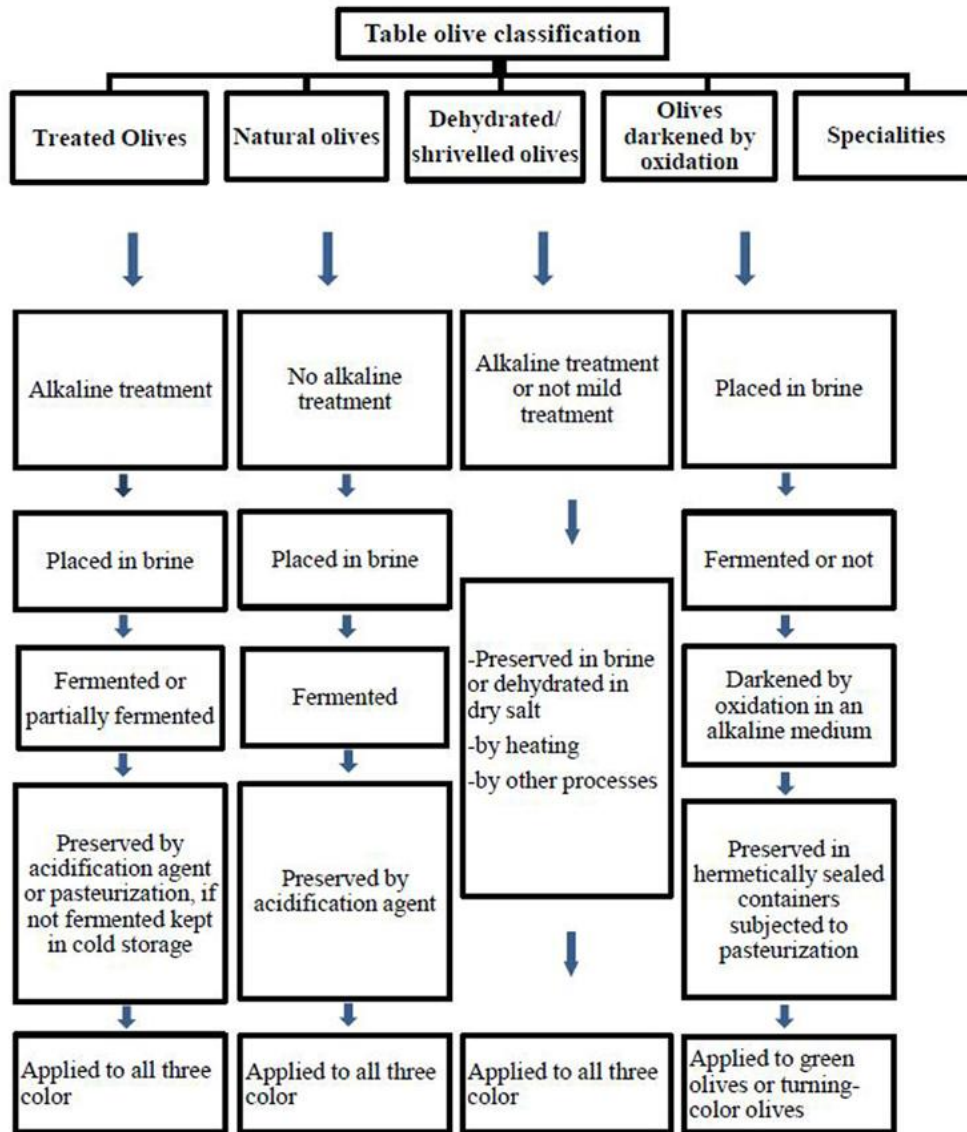 Table olive classification
Treated Olives
Natural olives
Dehydrated/
shrivelled olives
Olives
darkened by
oxidation
Specialities
Alkaline treatment
No alkaline
treatment
Alkaline treatment
or not mild
treatment
Placed in brine
Placed in brine
Placed in brine
Fermented or not
Fermented or
partially fermented
Fermented
-Preserved in brine
or dehydrated in
dry salt
-by heating
-by other processes
Darkened by
oxidation in an
alkaline medium
Preserved by
acidification agent
or pasteurization, if
not fermented kept
in cold storage
Preserved by
acidification agent
Preserved in
hermetically sealed
containers
subjected to
pasteurization
Applied to all three
color
Applied to all three
color
Applied to all three
color
Applied to green
olives or turning-
color olives